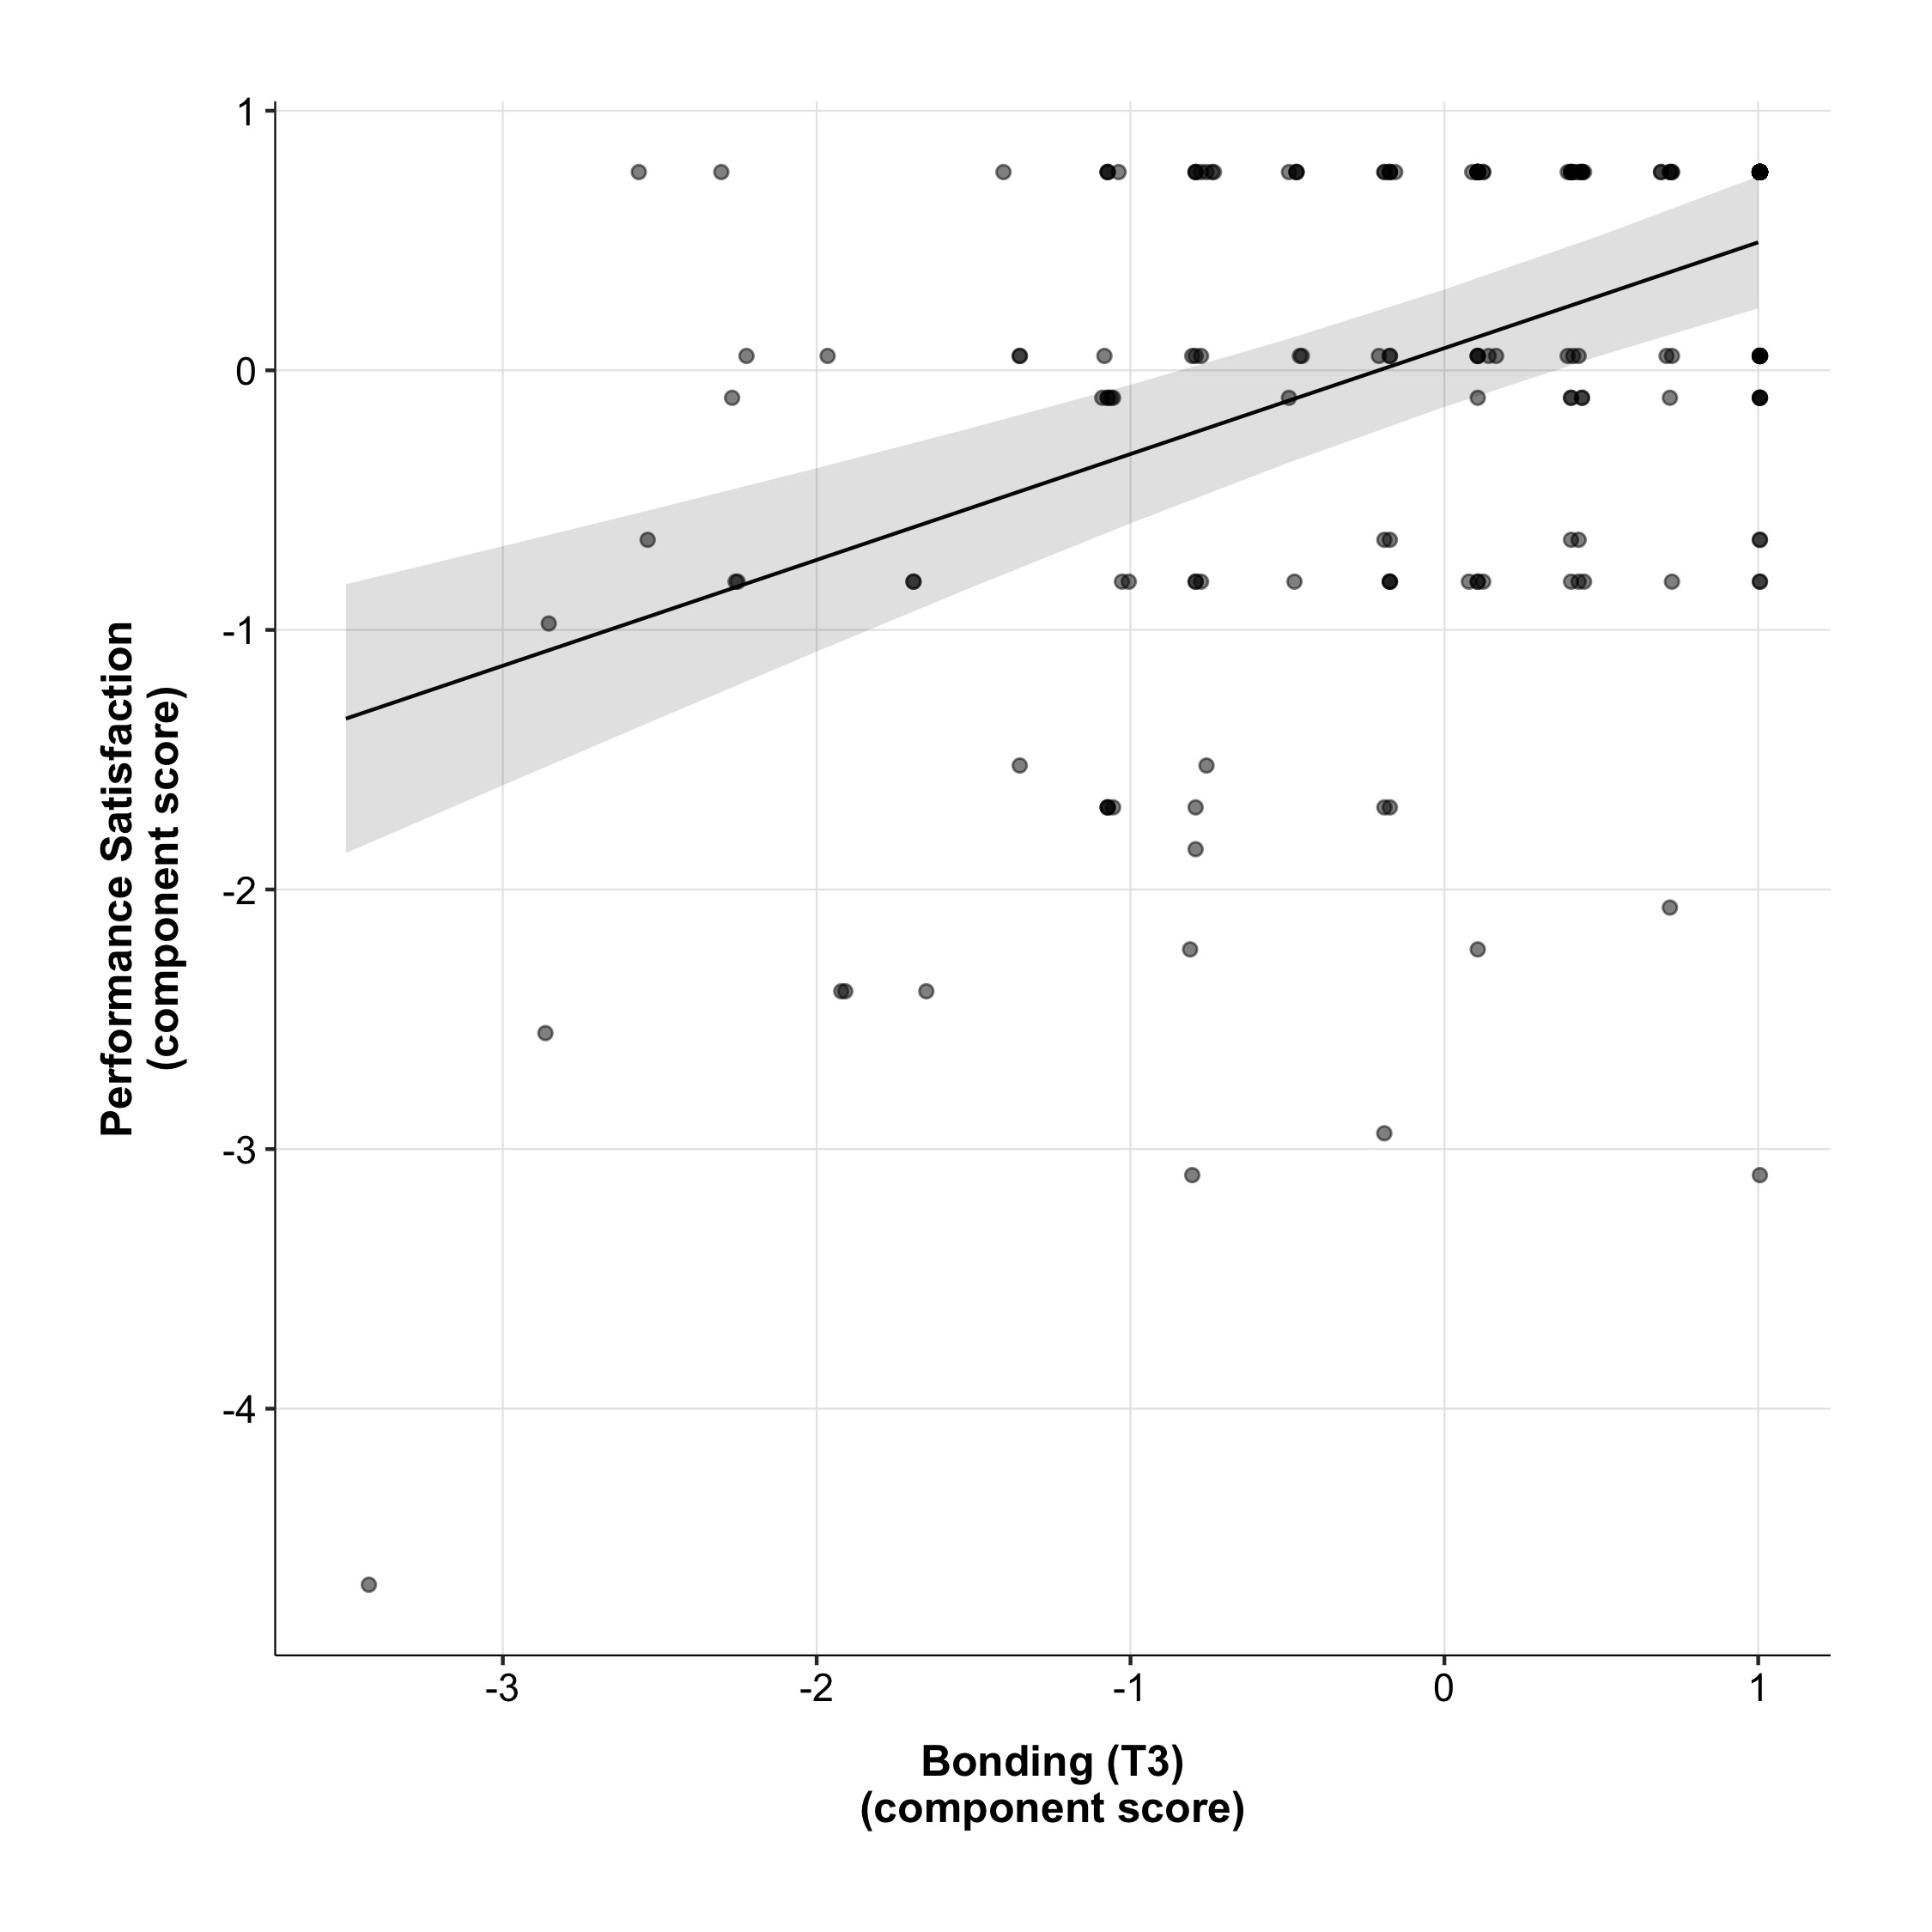 1
0
-1
-2
-3
-4
Performance Satisfaction
(component score)
-3
-2
-1
0
1
Bonding (T3)
(component score)